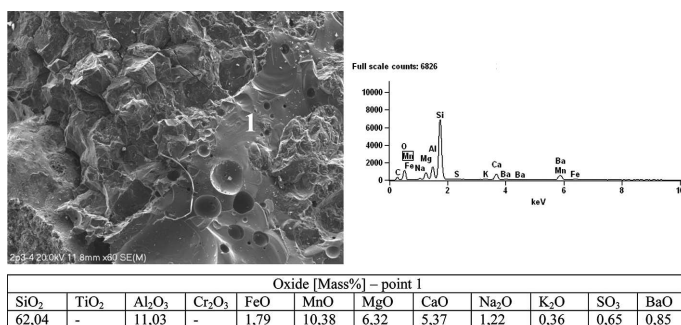 1
2p3-4 20.0kV 11.8mm x60 SE(M)
Full scale counts: 6826
10000
8000
6000
4000
2000
0
Si
O
Mn
Fe
C
Na
Mg
Al
S
K
Ca
Ba
Ba
Ba
Mn
Fe
0 2 4 6 8 10
keV
Oxide [Mass%] – point 1
SiO₂ TiO₂ Al₂O₃ Cr₂O₃ FeO MnO MgO CaO Na₂O K₂O SO₃ BaO
62,04 - 11,03 - 1,79 10,38 6,32 5,37 1,22 0,36 0,65 0,85